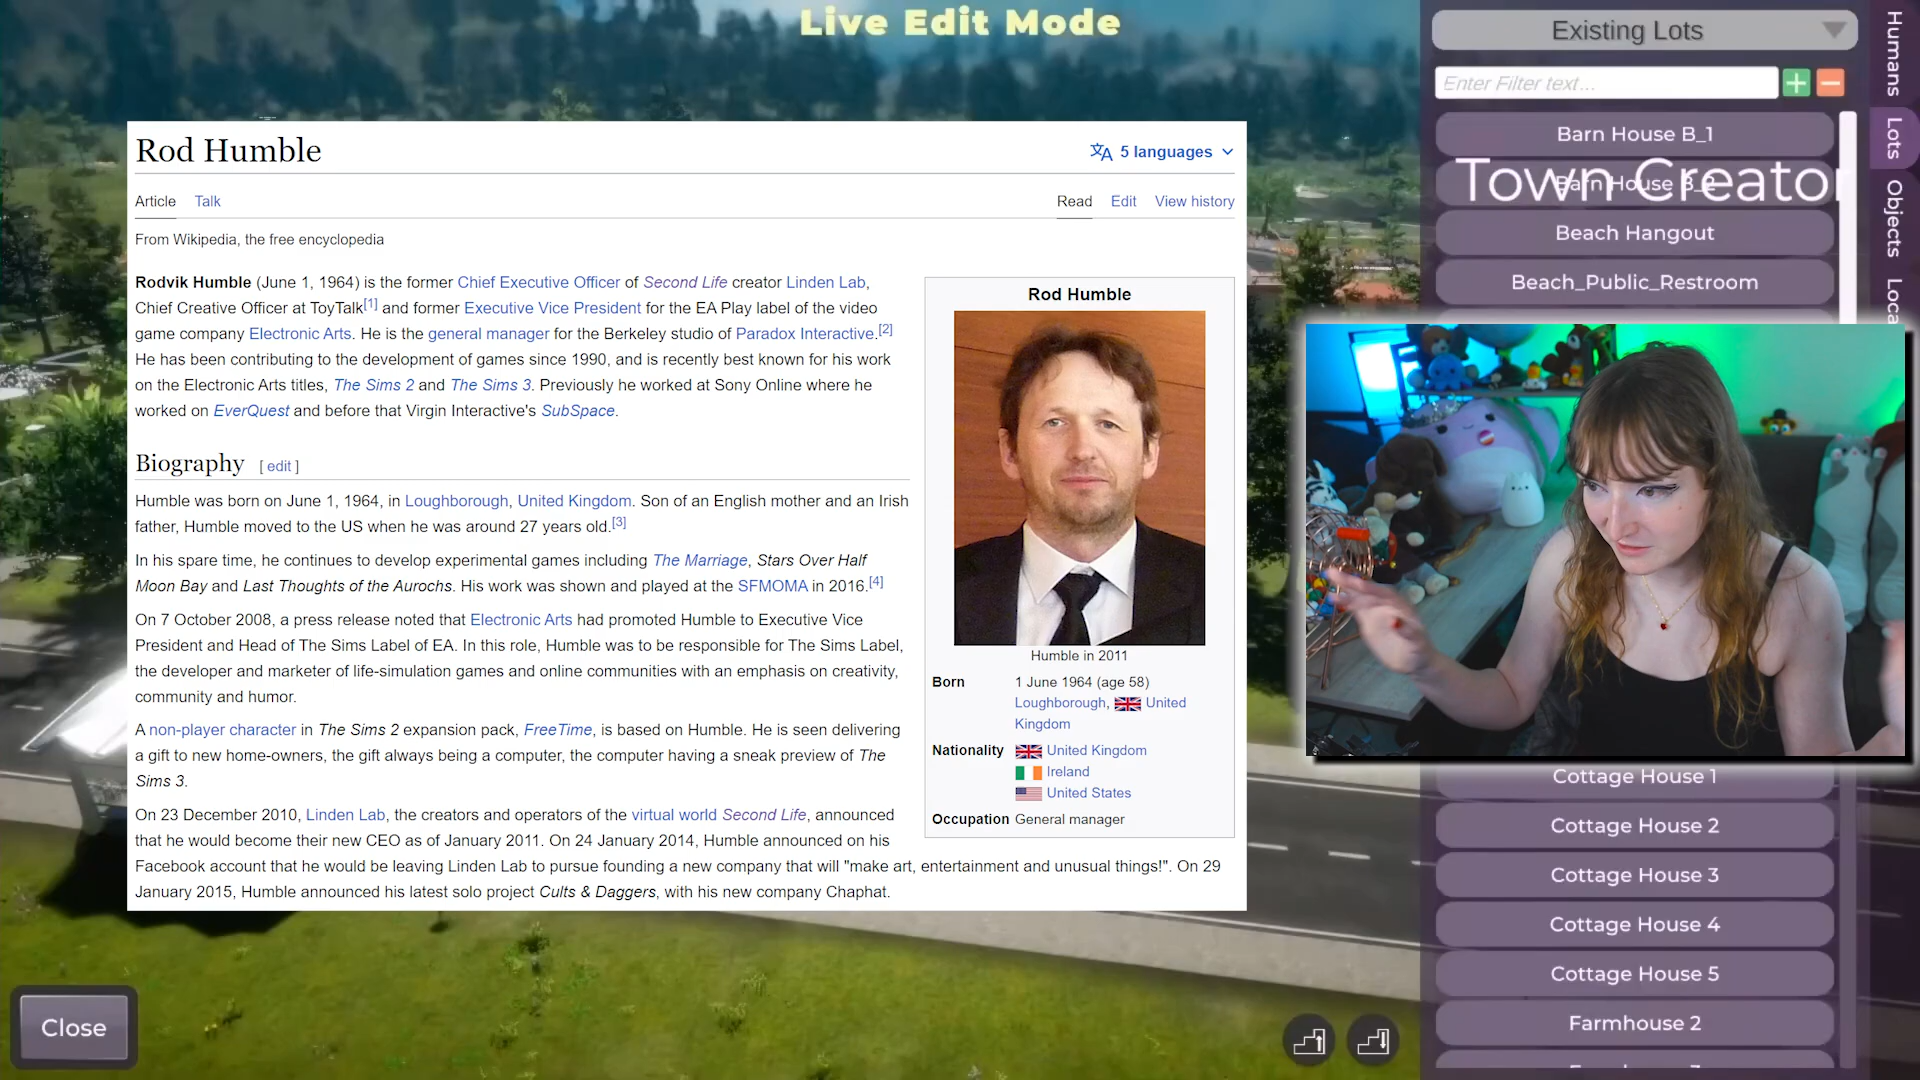 Live Edit Mode
Rod Humble
5 languages
Article Talk
Read Edit View history
From Wikipedia, the free encyclopedia
Rodvik Humble (June 1, 1964) is the former Chief Executive Officer of Second Life creator Linden Lab,
Chief Creative Officer at ToyTalk[1] and former Executive Vice President for the EA Play label of the video
game company Electronic Arts. He is the general manager for the Berkeley studio of Paradox Interactive.[2]
He has been contributing to the development of games since 1990, and is recently best known for his work
on the Electronic Arts titles, The Sims 2 and The Sims 3. Previously he worked at Sony Online where he
worked on EverQuest and before that Virgin Interactive's SubSpace.
Biography [ edit ]
Humble was born on June 1, 1964, in Loughborough, United Kingdom. Son of an English mother and an Irish
father, Humble moved to the US when he was around 27 years old.[3]
In his spare time, he continues to develop experimental games including The Marriage, Stars Over Half
Moon Bay and Last Thoughts of the Aurochs. His work was shown and played at the SFMOMA in 2016.[4]
On 7 October 2008, a press release noted that Electronic Arts had promoted Humble to Executive Vice
President and Head of The Sims Label of EA. In this role, Humble was to be responsible for The Sims Label,
the developer and marketer of life-simulation games and online communities with an emphasis on creativity,
community and humor.
A non-player character in The Sims 2 expansion pack, FreeTime, is based on Humble. He is seen delivering
a gift to new home-owners, the gift always being a computer, the computer having a sneak preview of The
Sims 3.
On 23 December 2010, Linden Lab, the creators and operators of the virtual world Second Life, announced
that he would become their new CEO as of January 2011. On 24 January 2014, Humble announced on his
Facebook account that he would be leaving Linden Lab to pursue founding a new company that will "make art, entertainment and unusual things!". On 29
January 2015, Humble announced his latest solo project Cults & Daggers, with his new company Chaphat.
Rod Humble
Humble in 2011
Born 1 June 1964 (age 58)
Loughborough, United
Kingdom
Nationality United Kingdom
Ireland
United States
Occupation General manager
Close
Existing Lots
Enter Filter text...
Barn House B_1
Barn House B_2
Town Creator
Beach Hangout
Beach_Public_Restroom
Cottage House 1
Cottage House 2
Cottage House 3
Cottage House 4
Cottage House 5
Farmhouse 2
Humans
Lots
Objects